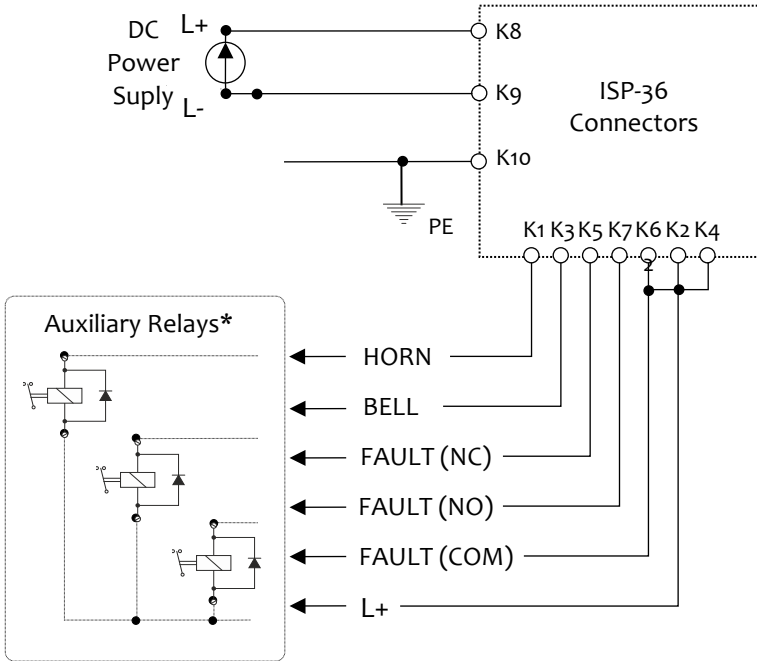 L+
DC
Power
Suply
L-
K8
K9
K10
PE
ISP-36
Connectors
K1 K3 K5 K7 K6 K2 K4
2
Auxiliary Relays*
HORN
BELL
FAULT (NC)
FAULT (NO)
FAULT (COM)
L+